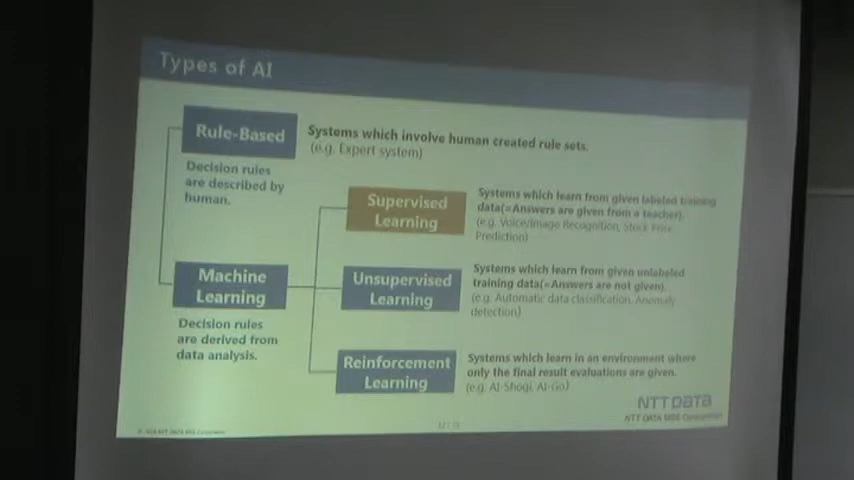 Types of AI
Rule-Based
Systems which involve human created rule sets.
(e.g. Expert system)
Decision rules
are described by
human.
Supervised
Learning
Systems which learn from given labeled training
data(=Answers are given from a teacher).
(e.g. Voice/Image Recognition, Stock Price
Prediction)
Machine
Learning
Decision rules
are derived from
data analysis.
Unsupervised
Learning
Systems which learn from given unlabeled
training data(=Answers are not given).
(e.g. Automatic data classification, Anomaly
detection)
Reinforcement
Learning
Systems which learn in an environment where
only the final result evaluations are given.
(e.g. AI-Shogi, AI-Go)
NTT DATA
NTT DATA MSE Corporation